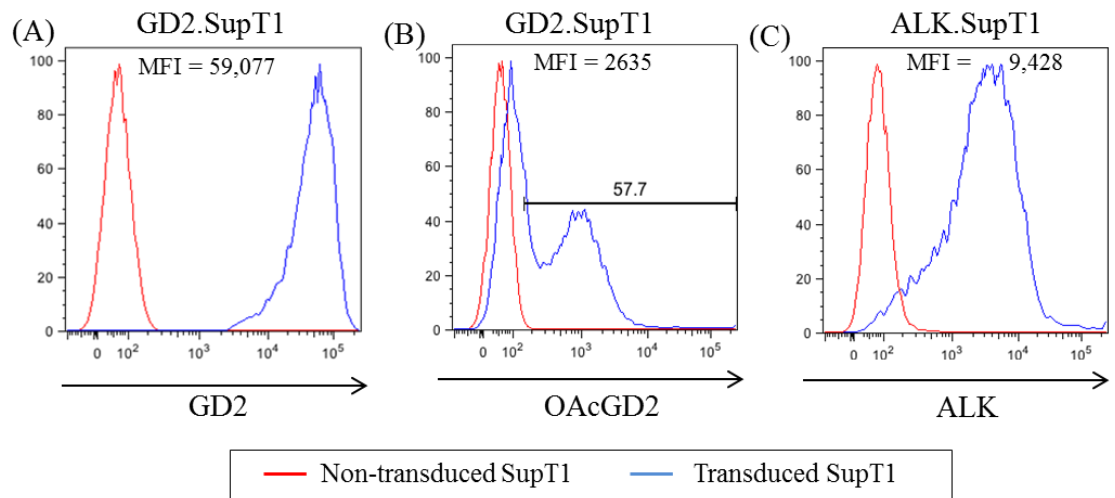 (A)
GD2.SupT1
MFI = 59,077
100
80
60
40
20
0
0 10² 10³ 10⁴ 10⁵
GD2
(B)
GD2.SupT1
MFI = 2635
57.7
100
80
60
40
20
0
0 10² 10³ 10⁴ 10⁵
OAcGD2
(C)
ALK.SupT1
MFI = 9,428
100
80
60
40
20
0
0 10² 10³ 10⁴ 10⁵
ALK
Non-transduced SupT1 Transduced SupT1